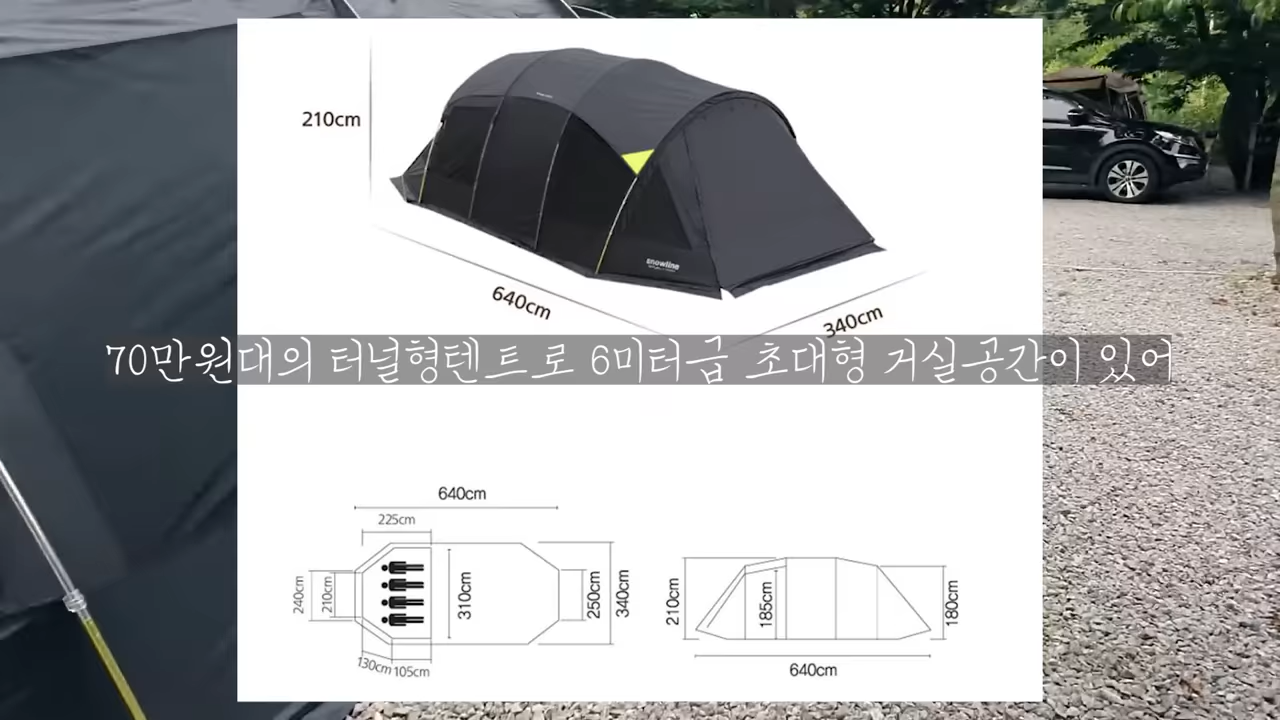 210cm
snowline
640cm
340cm
70만원대의 터널형텐트로 6미터급 초대형 거실공간이 있어
640cm
225cm
240cm
210cm
310cm
250cm
340cm
130cm
105cm
210cm
185cm
180cm
640cm